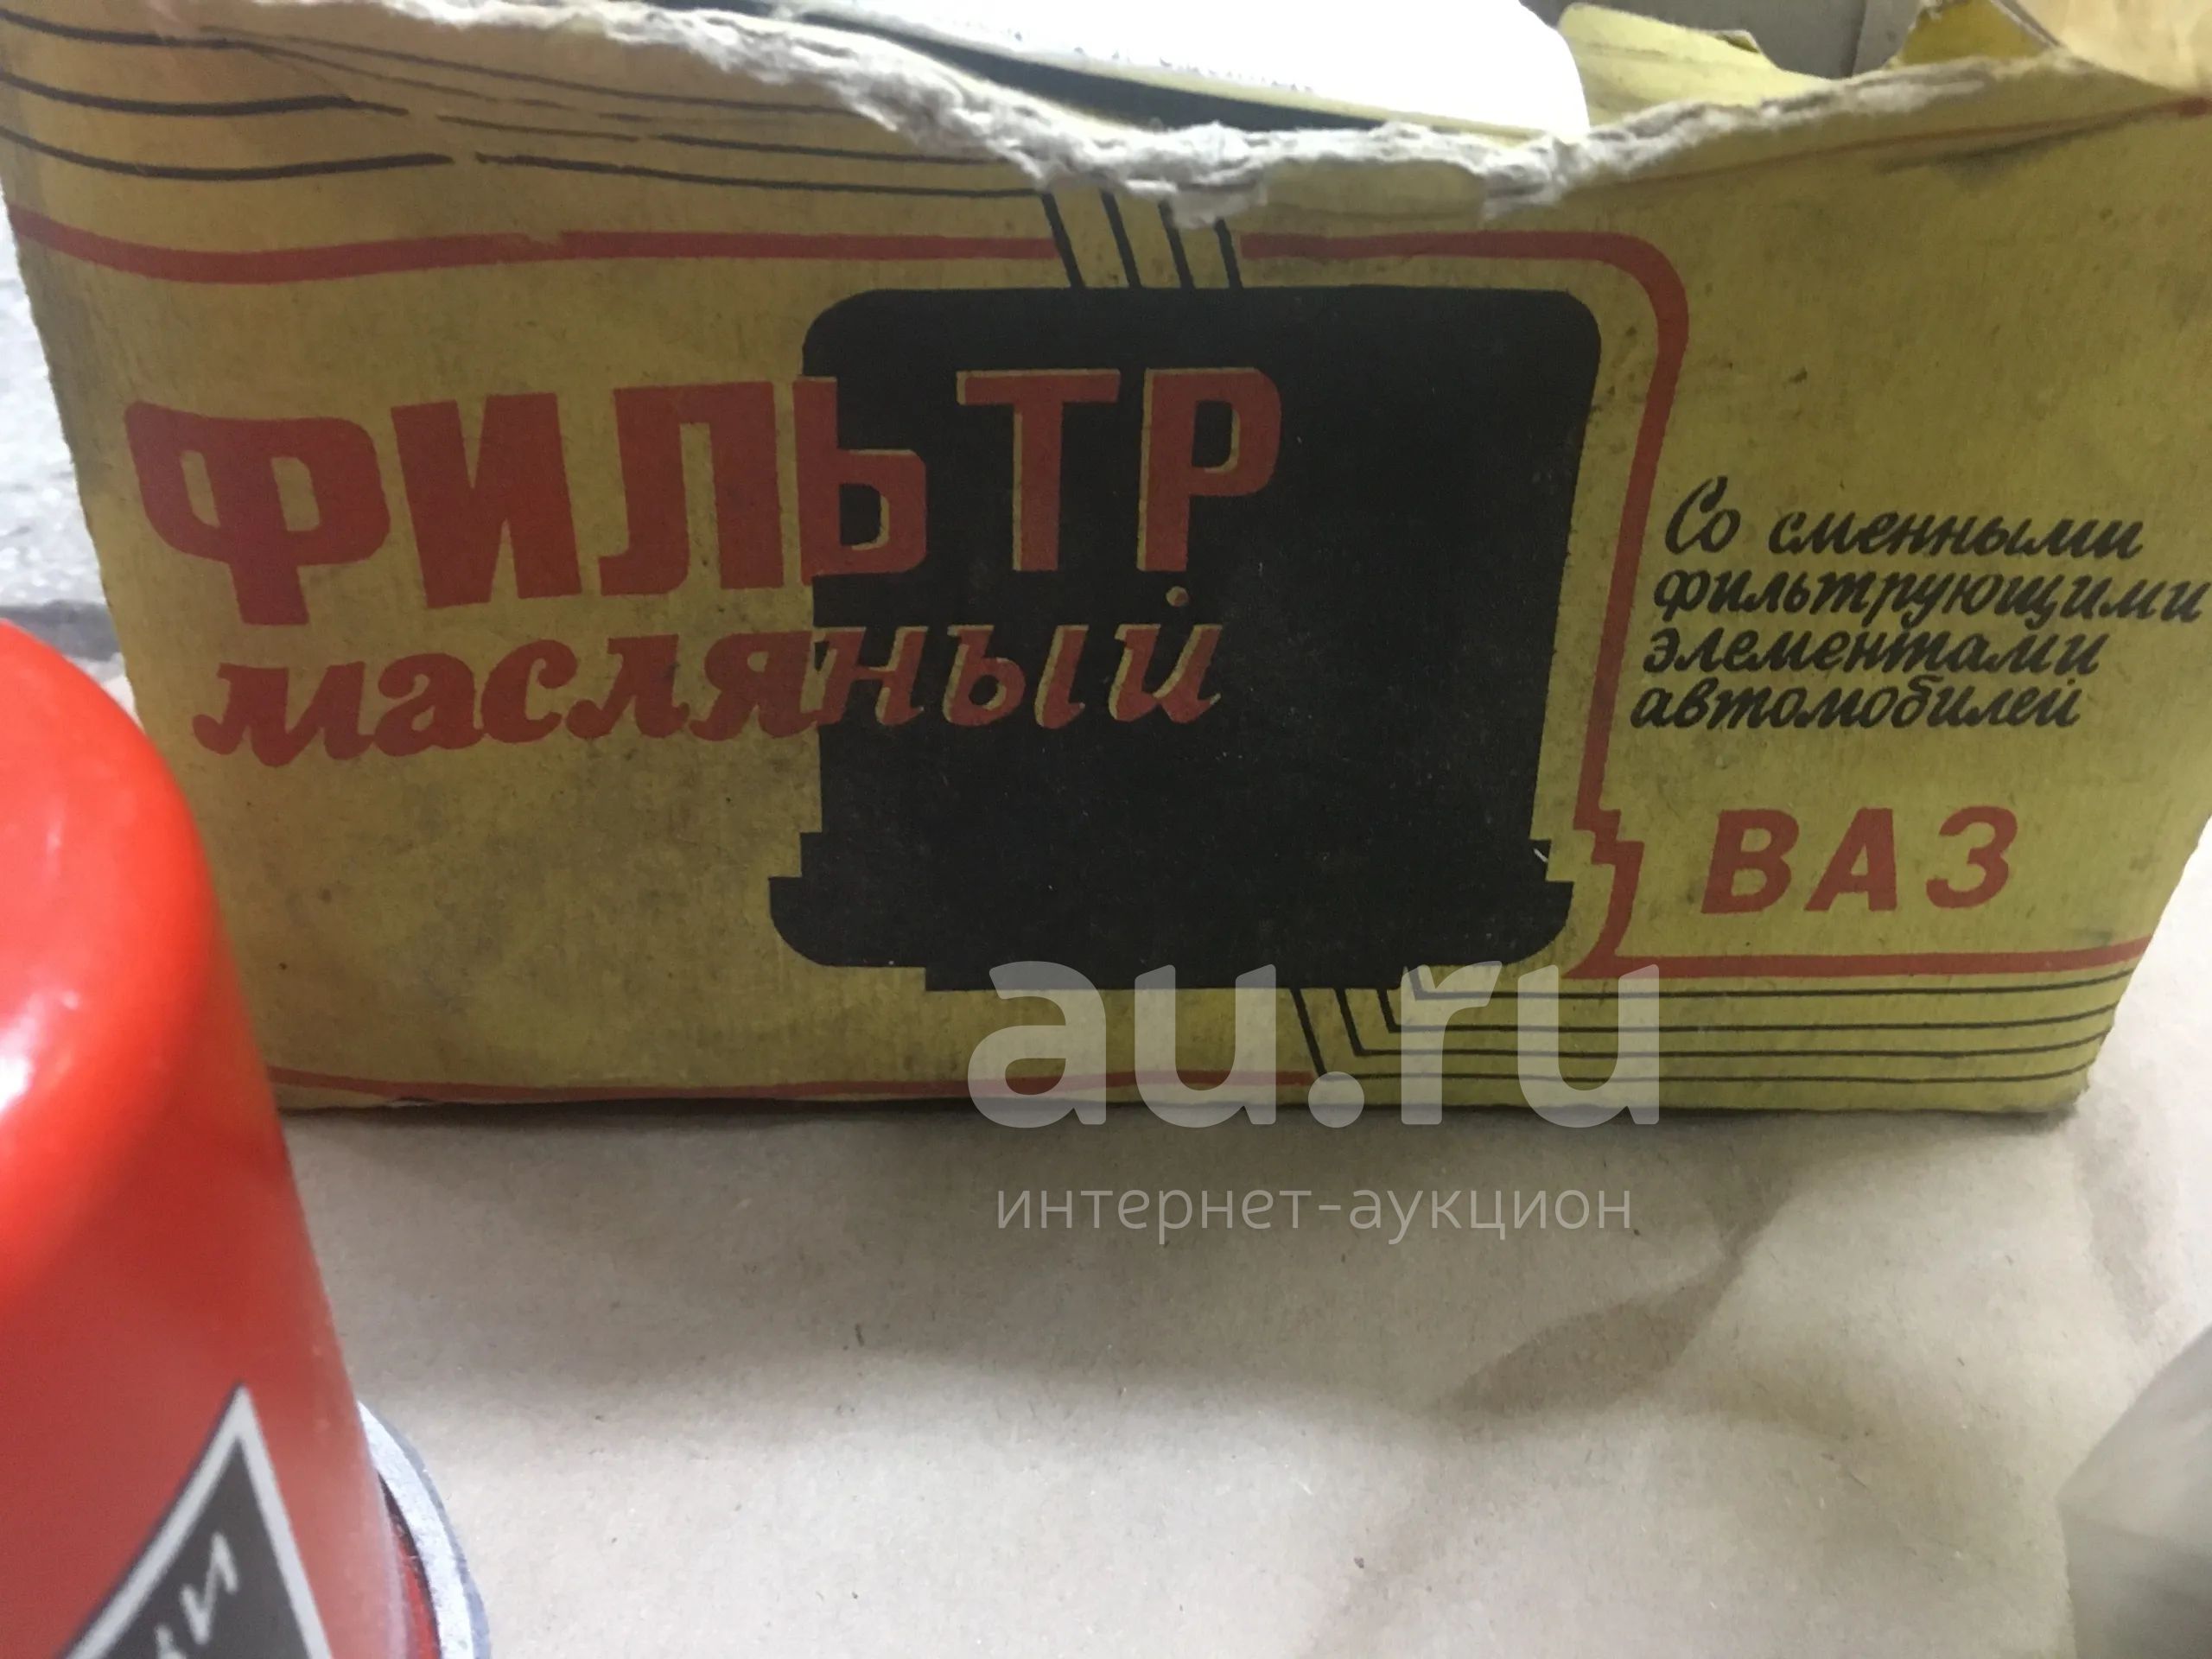 ФИЛЬТР
масляный
Со сменными
фильтрующими
элементами
автомобилей
ВАЗ
au.ru
интернет-аукцион